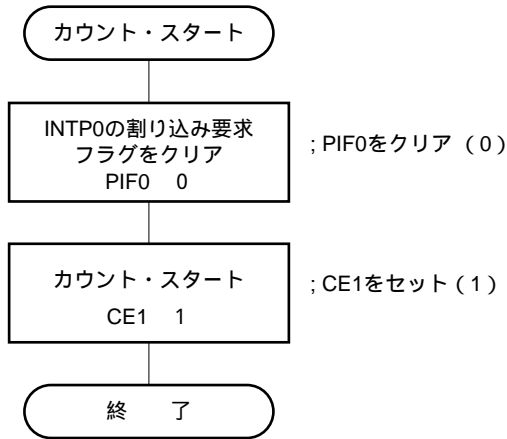 カウント・スタート
INTP0の割り込み要求
フラグをクリア
PIF0 0
; PIF0をクリア（0）
カウント・スタート
CE1 1
; CE1をセット（1）
終 了